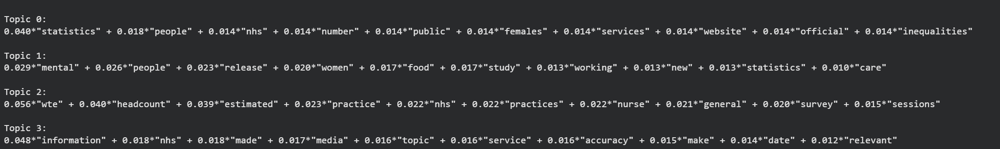 Topic 0:
0.040*"statistics" + 0.018*"people" + 0.014*"nhs" + 0.014*"number" + 0.014*"public" + 0.014*"females" + 0.014*"services" + 0.014*"website" + 0.014*"official" + 0.014*"inequalities"
Topic 1:
0.029*"mental" + 0.026*"people" + 0.023*"release" + 0.020*"women" + 0.017*"food" + 0.017*"study" + 0.013*"working" + 0.013*"new" + 0.013*"statistics" + 0.010*"care"
Topic 2:
0.056*"wte" + 0.040*"headcount" + 0.039*"estimated" + 0.023*"practice" + 0.022*"nhs" + 0.022*"practices" + 0.022*"nurse" + 0.021*"general" + 0.020*"survey" + 0.015*"sessions"
Topic 3:
0.048*"information" + 0.018*"nhs" + 0.018*"made" + 0.017*"media" + 0.016*"topic" + 0.016*"service" + 0.016*"accuracy" + 0.015*"make" + 0.014*"date" + 0.012*"relevant"